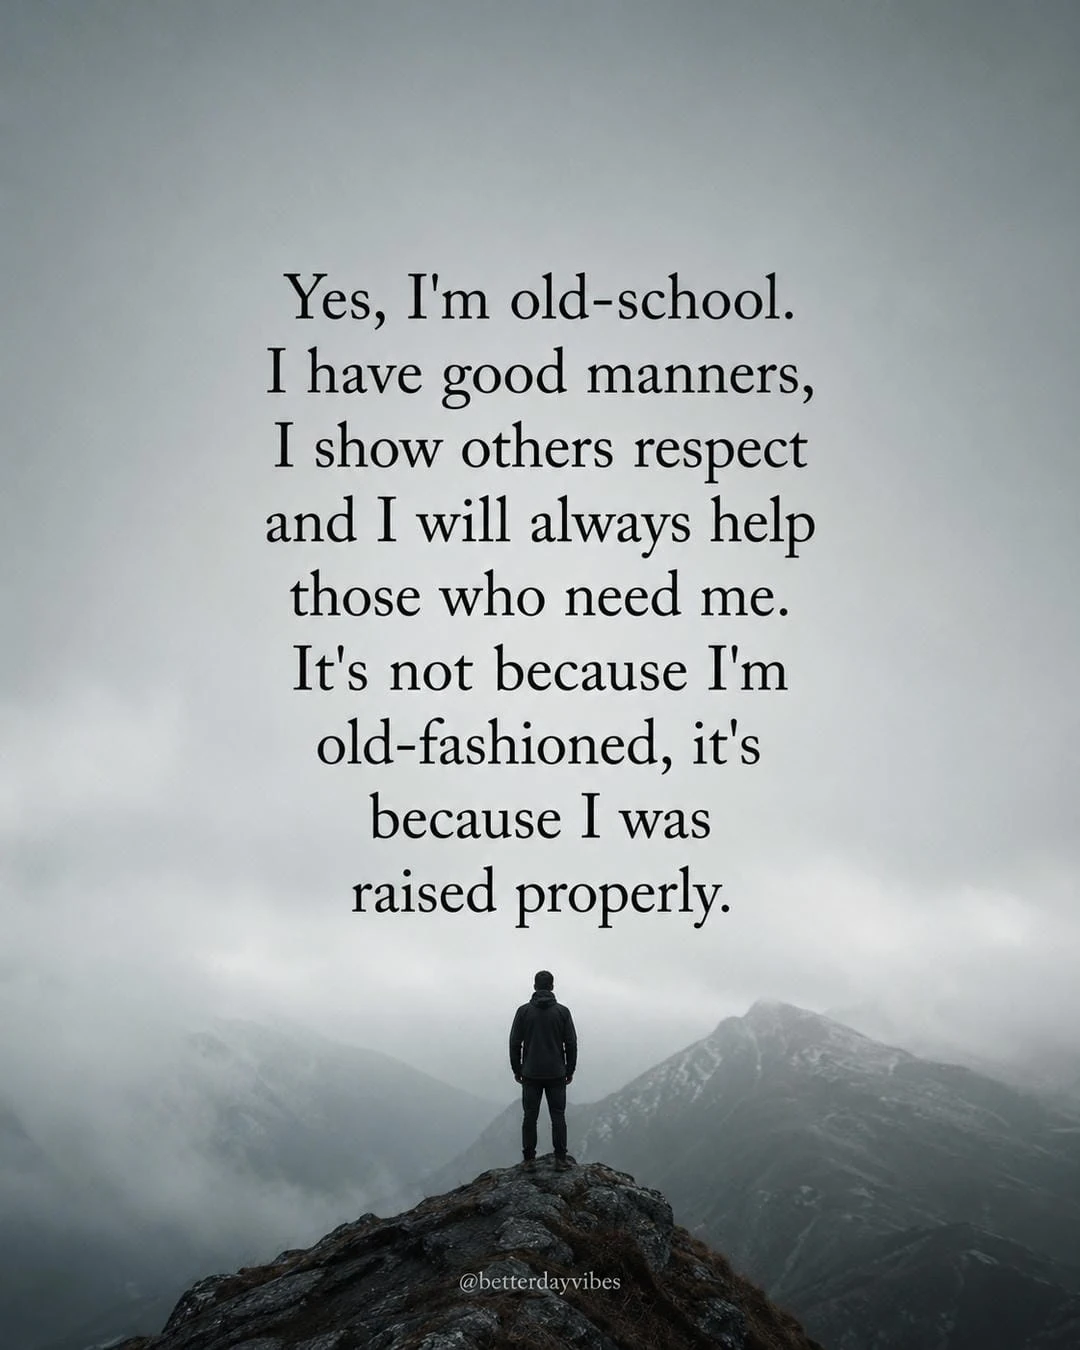 Yes, I'm old-school.
I have good manners,
I show others respect
and I will always help
those who need me.
It's not because I'm
old-fashioned, it's
because I was
raised properly.
@betterdayvibes